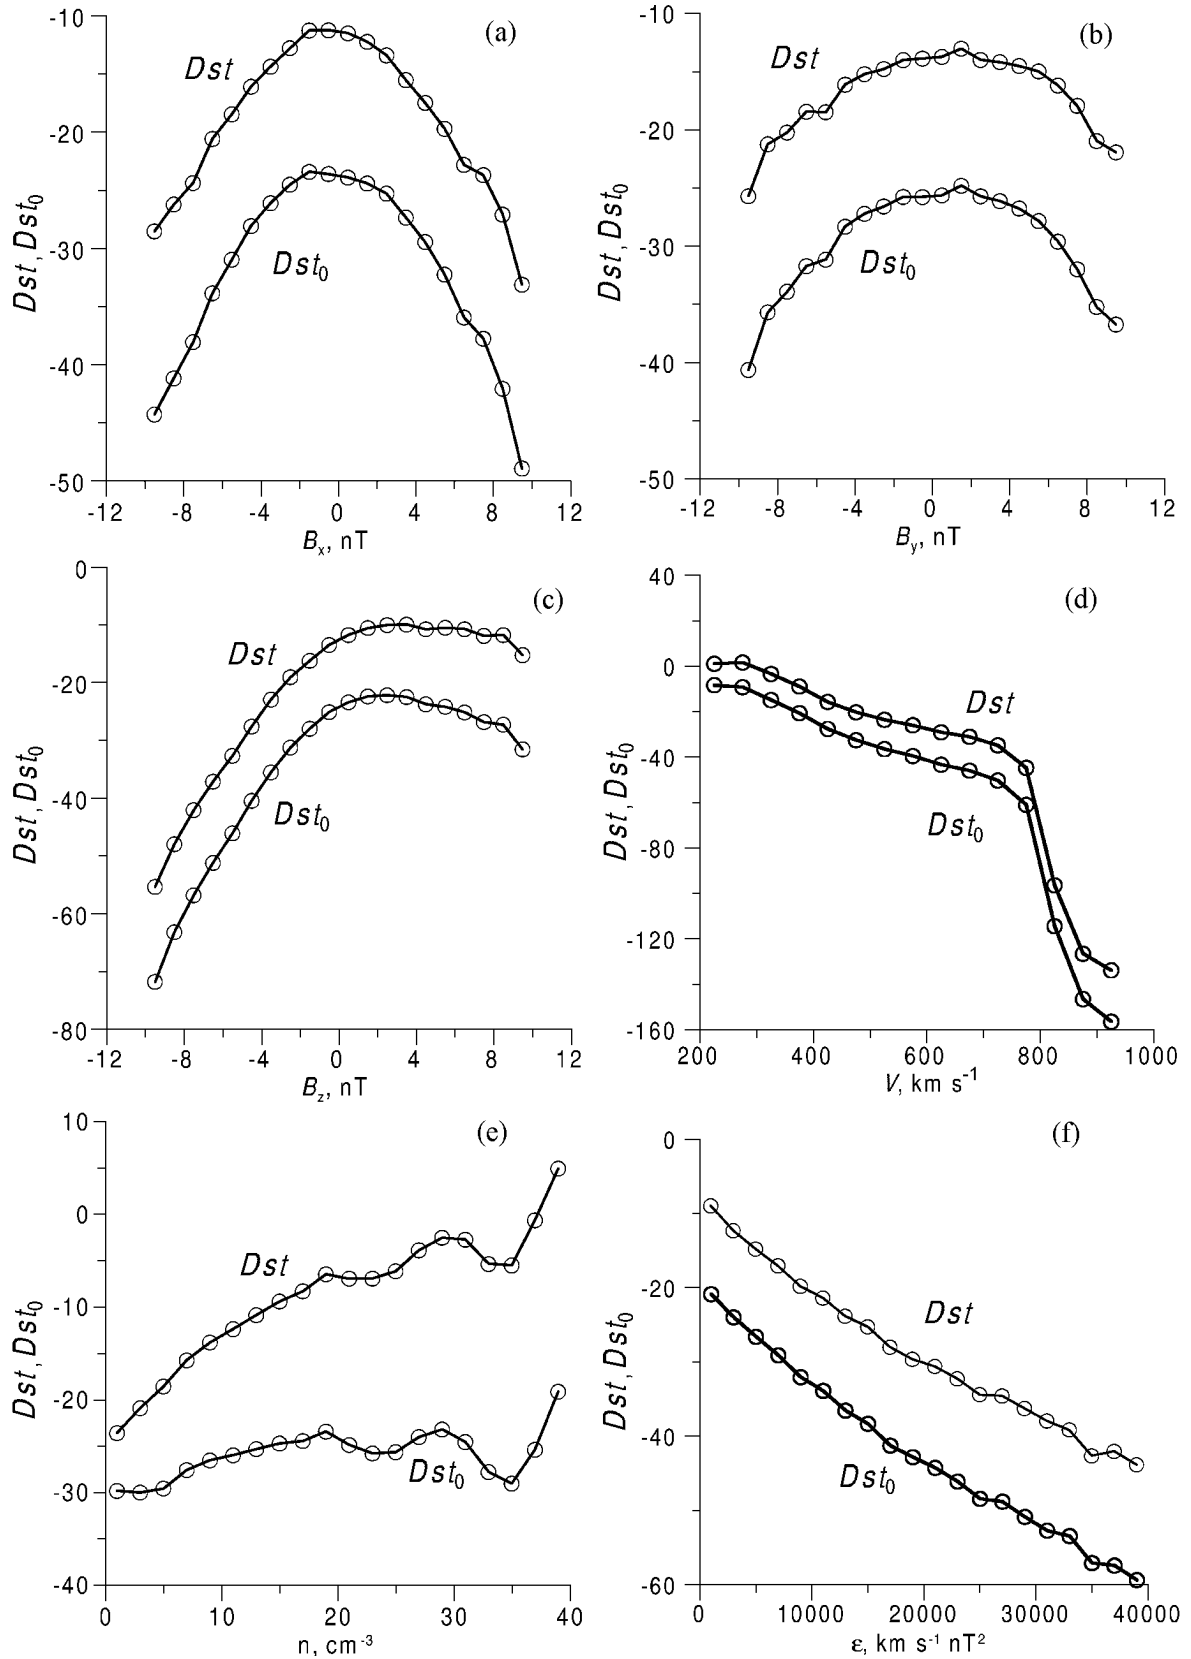 (a)
-10
-20
-30
-40
-50
Dst, Dst₀
Dst
Dst₀
-12 -8 -4 0 4 8 12
Bₓ, nT
(b)
-10
-20
-30
-40
-50
Dst, Dst₀
Dst
Dst₀
-12 -8 -4 0 4 8 12
B_y, nT
(c)
0
-20
-40
-60
-80
Dst, Dst₀
Dst
Dst₀
-12 -8 -4 0 4 8 12
B_z, nT
(d)
40
0
-40
-80
-120
-160
Dst, Dst₀
Dst
Dst₀
200 400 600 800 1000
V, km s⁻¹
(e)
10
0
-10
-20
-30
-40
Dst, Dst₀
Dst
Dst₀
0 10 20 30 40
n, cm⁻³
(f)
0
-20
-40
-60
Dst, Dst₀
Dst
Dst₀
0 10000 20000 30000 40000
ε, km s⁻¹ nT²